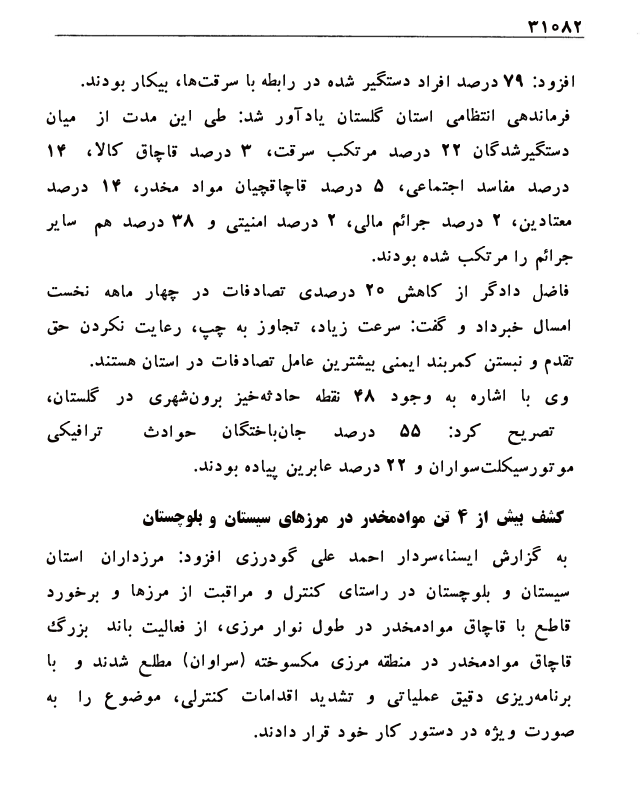 ۳۱۰۸۲
افزود: ۷۹ درصد افراد دستگیر شده در رابطه با سرقت‌ها، بیکار بودند.
فرماندهی انتظامی استان گلستان یادآور شد: طی این مدت از میان
دستگیرشدگان ۲۲ درصد مرتکب سرقت، ۳ درصد قاچاق کالا، ۱۴
درصد مفاسد اجتماعی، ۵ درصد قاچاقچیان مواد مخدر، ۱۴ درصد
معتادین، ۲ درصد جرائم مالی، ۲ درصد امنیتی و ۳۸ درصد هم سایر
جرائم را مرتکب شده بودند.
فاضل دادگر از کاهش ۲۰ درصدی تصادفات در چهار ماهه نخست
امسال خبرداد و گفت: سرعت زیاد، تجاوز به چپ، رعایت نکردن حق
تقدم و نبستن کمربند ایمنی بیشترین عامل تصادفات در استان هستند.
وی با اشاره به وجود ۴۸ نقطه حادثه‌خیز برون‌شهری در گلستان،
تصریح کرد: ۵۵ درصد جان‌باختگان حوادث ترافیکی
موتورسیکلت‌سواران و ۲۲ درصد عابرین پیاده بودند.
کشف بیش از ۴ تن موادمخدر در مرزهای سیستان و بلوچستان
به گزارش ایسنا،سردار احمد علی گودرزی افزود: مرزداران استان
سیستان و بلوچستان در راستای کنترل و مراقبت از مرزها و برخورد
قاطع با قاچاق موادمخدر در طول نوار مرزی، از فعالیت باند بزرگ
قاچاق موادمخدر در منطقه مرزی مکسوخته (سراوان) مطلع شدند و با
برنامه‌ریزی دقیق عملیاتی و تشدید اقدامات کنترلی، موضوع را به
صورت ویژه در دستور کار خود قرار دادند.